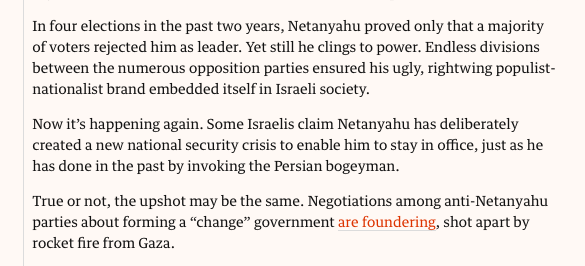 In four elections in the past two years, Netanyahu proved only that a majority
of voters rejected him as leader. Yet still he clings to power. Endless divisions
between the numerous opposition parties ensured his ugly, rightwing populist-
nationalist brand embedded itself in Israeli society.
Now it’s happening again. Some Israelis claim Netanyahu has deliberately
created a new national security crisis to enable him to stay in office, just as he
has done in the past by invoking the Persian bogeyman.
True or not, the upshot may be the same. Negotiations among anti-Netanyahu
parties about forming a “change” government are foundering, shot apart by
rocket fire from Gaza.